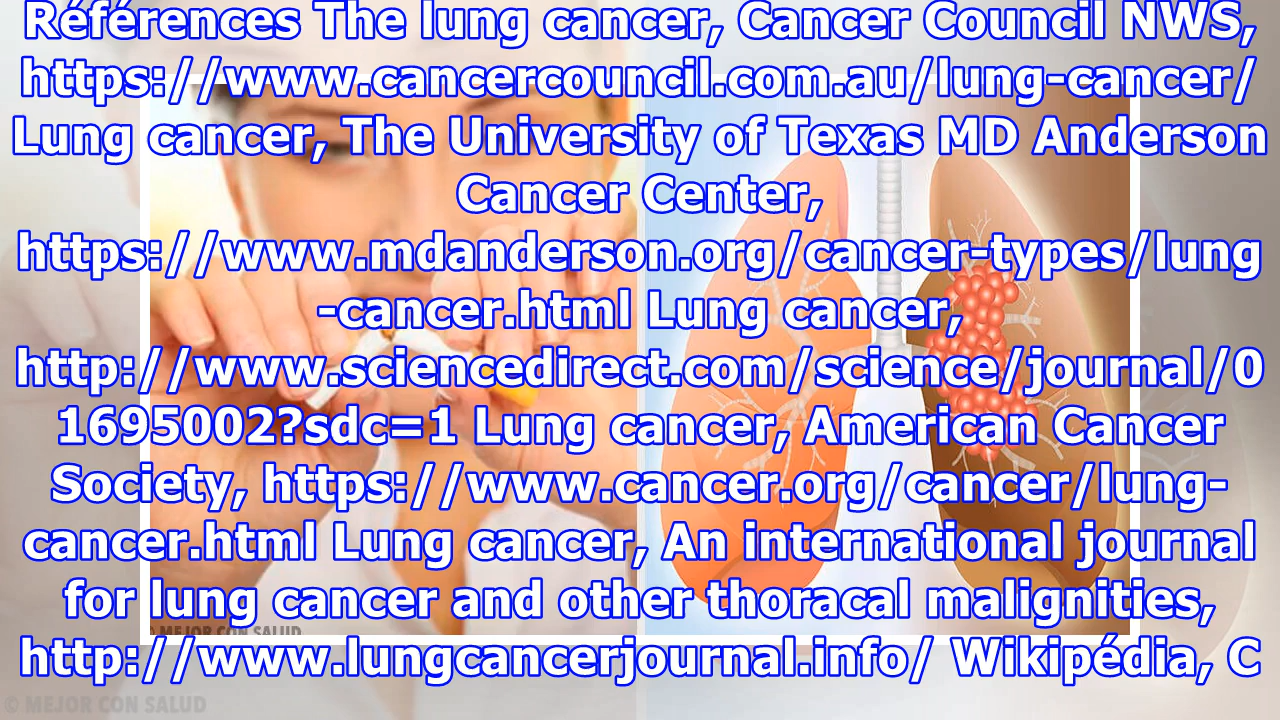 Références The lung cancer, Cancer Council NWS,
https://www.cancercouncil.com.au/lung-cancer/
Lung cancer, The University of Texas MD Anderson
Cancer Center,
https://www.mdanderson.org/cancer-types/lung
-cancer.html Lung cancer,
http://www.sciencedirect.com/science/journal/0
1695002?sdc=1 Lung cancer, American Cancer
Society, https://www.cancer.org/cancer/lung-
cancer.html Lung cancer, An international journal
for lung cancer and other thoracal malignities,
MEJOR CON SALUD
http://www.lungcancerjournal.info/ Wikipédia, C
© MEJOR CON SALUD